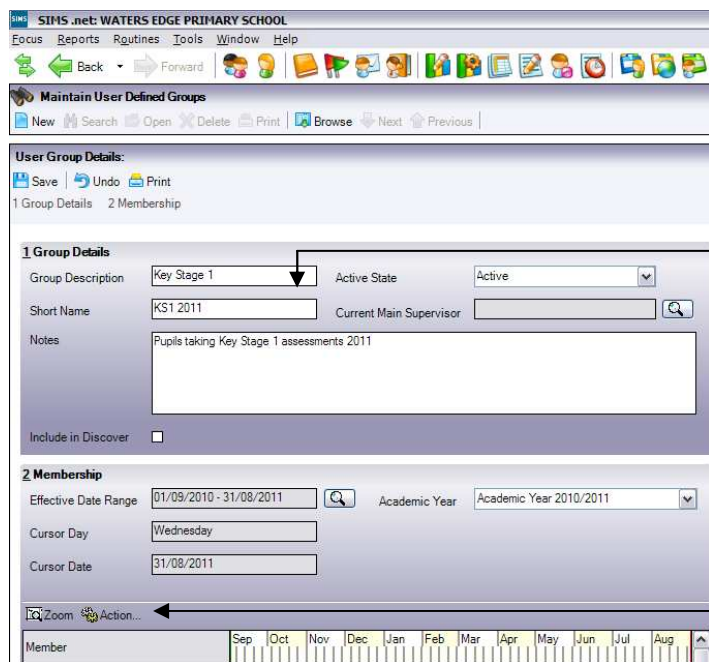 SIMS SIMS .net: WATERS EDGE PRIMARY SCHOOL
Focus Reports Routines Tools Window Help
Back Forward
Maintain User Defined Groups
New Search Open Delete Print Browse Next Previous
User Group Details:
Save Undo Print
1 Group Details 2 Membership
1 Group Details
Group Description Key Stage 1 Active State Active
Short Name KS1 2011 Current Main Supervisor
Notes Pupils taking Key Stage 1 assessments 2011
Include in Discover
2 Membership
Effective Date Range 01/09/2010 - 31/08/2011 Academic Year Academic Year 2010/2011
Cursor Day Wednesday
Cursor Date 31/08/2011
Zoom Action...
Member Sep Oct Nov Dec Jan Feb Mar Apr May Jun Jul Aug